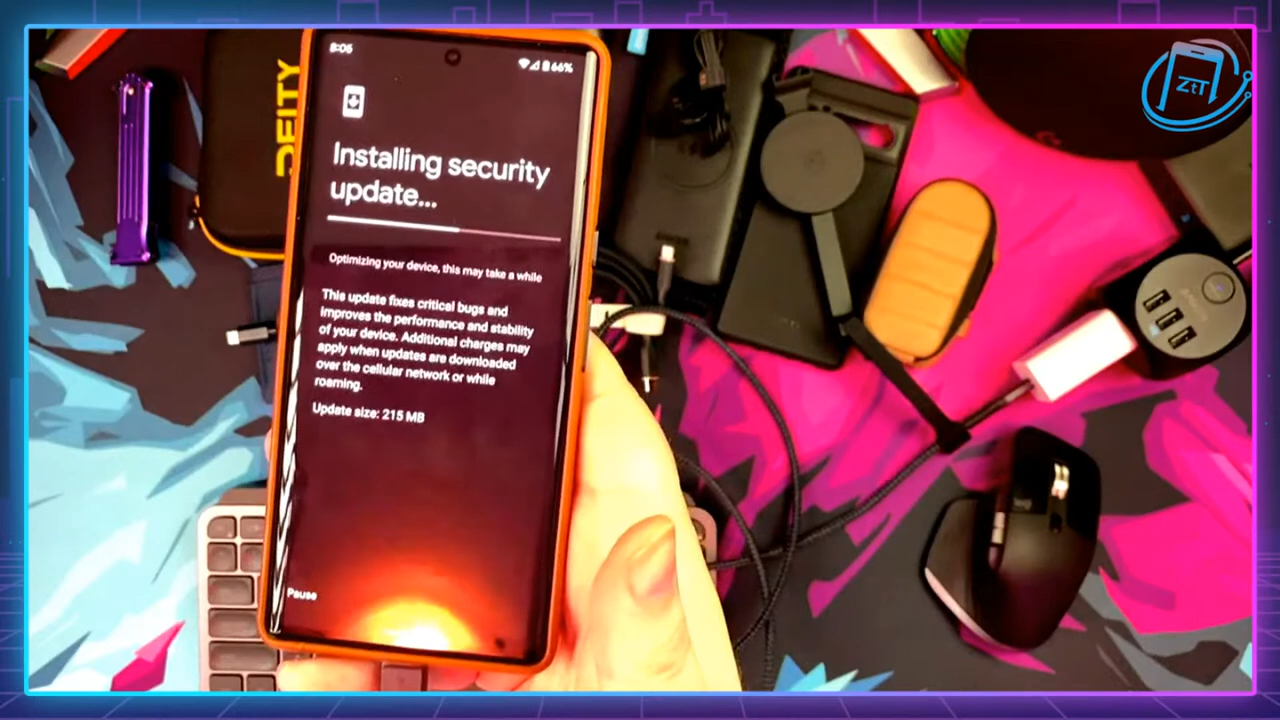 8:05
66%
Installing security
update...
Optimizing your device, this may take a while
This update fixes critical bugs and
improves the performance and stability
of your device. Additional charges may
apply when updates are downloaded
over the cellular network or while
roaming.
Update size: 215 MB
Pause
DEITY
ZtT